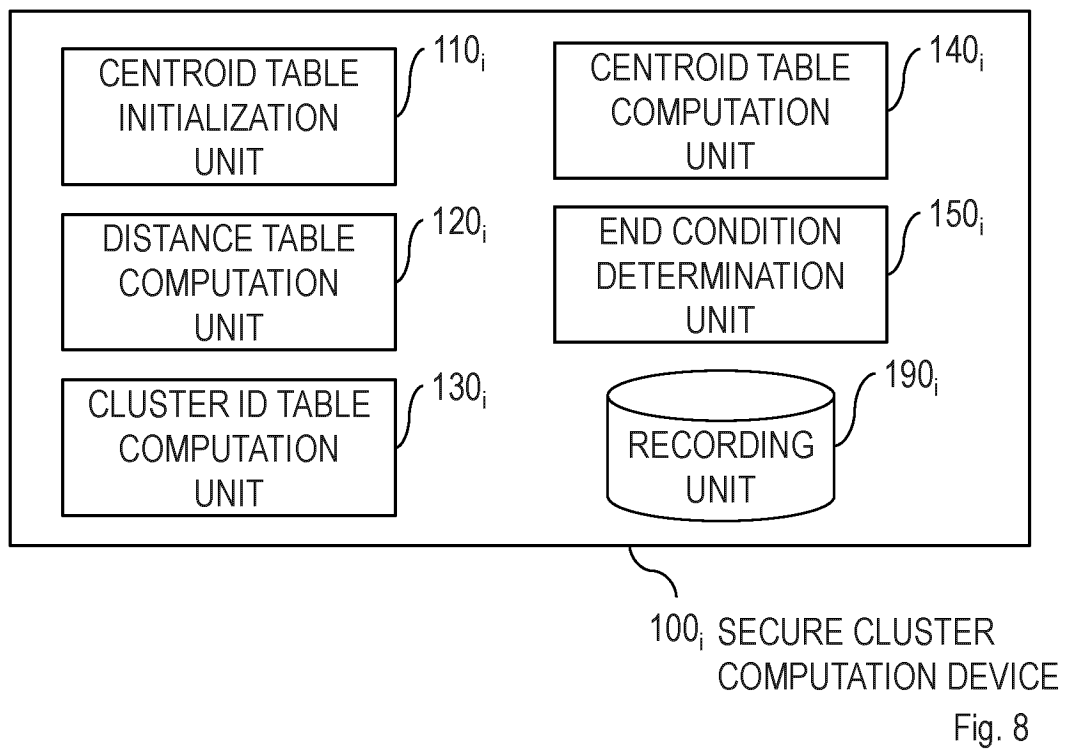 CENTROID TABLE
INITIALIZATION
UNIT
110i
DISTANCE TABLE
COMPUTATION
UNIT
120i
CLUSTER ID TABLE
COMPUTATION
UNIT
130i
CENTROID TABLE
COMPUTATION
UNIT
140i
END CONDITION
DETERMINATION
UNIT
150i
RECORDING
UNIT
190i
100i SECURE CLUSTER
COMPUTATION DEVICE
Fig. 8